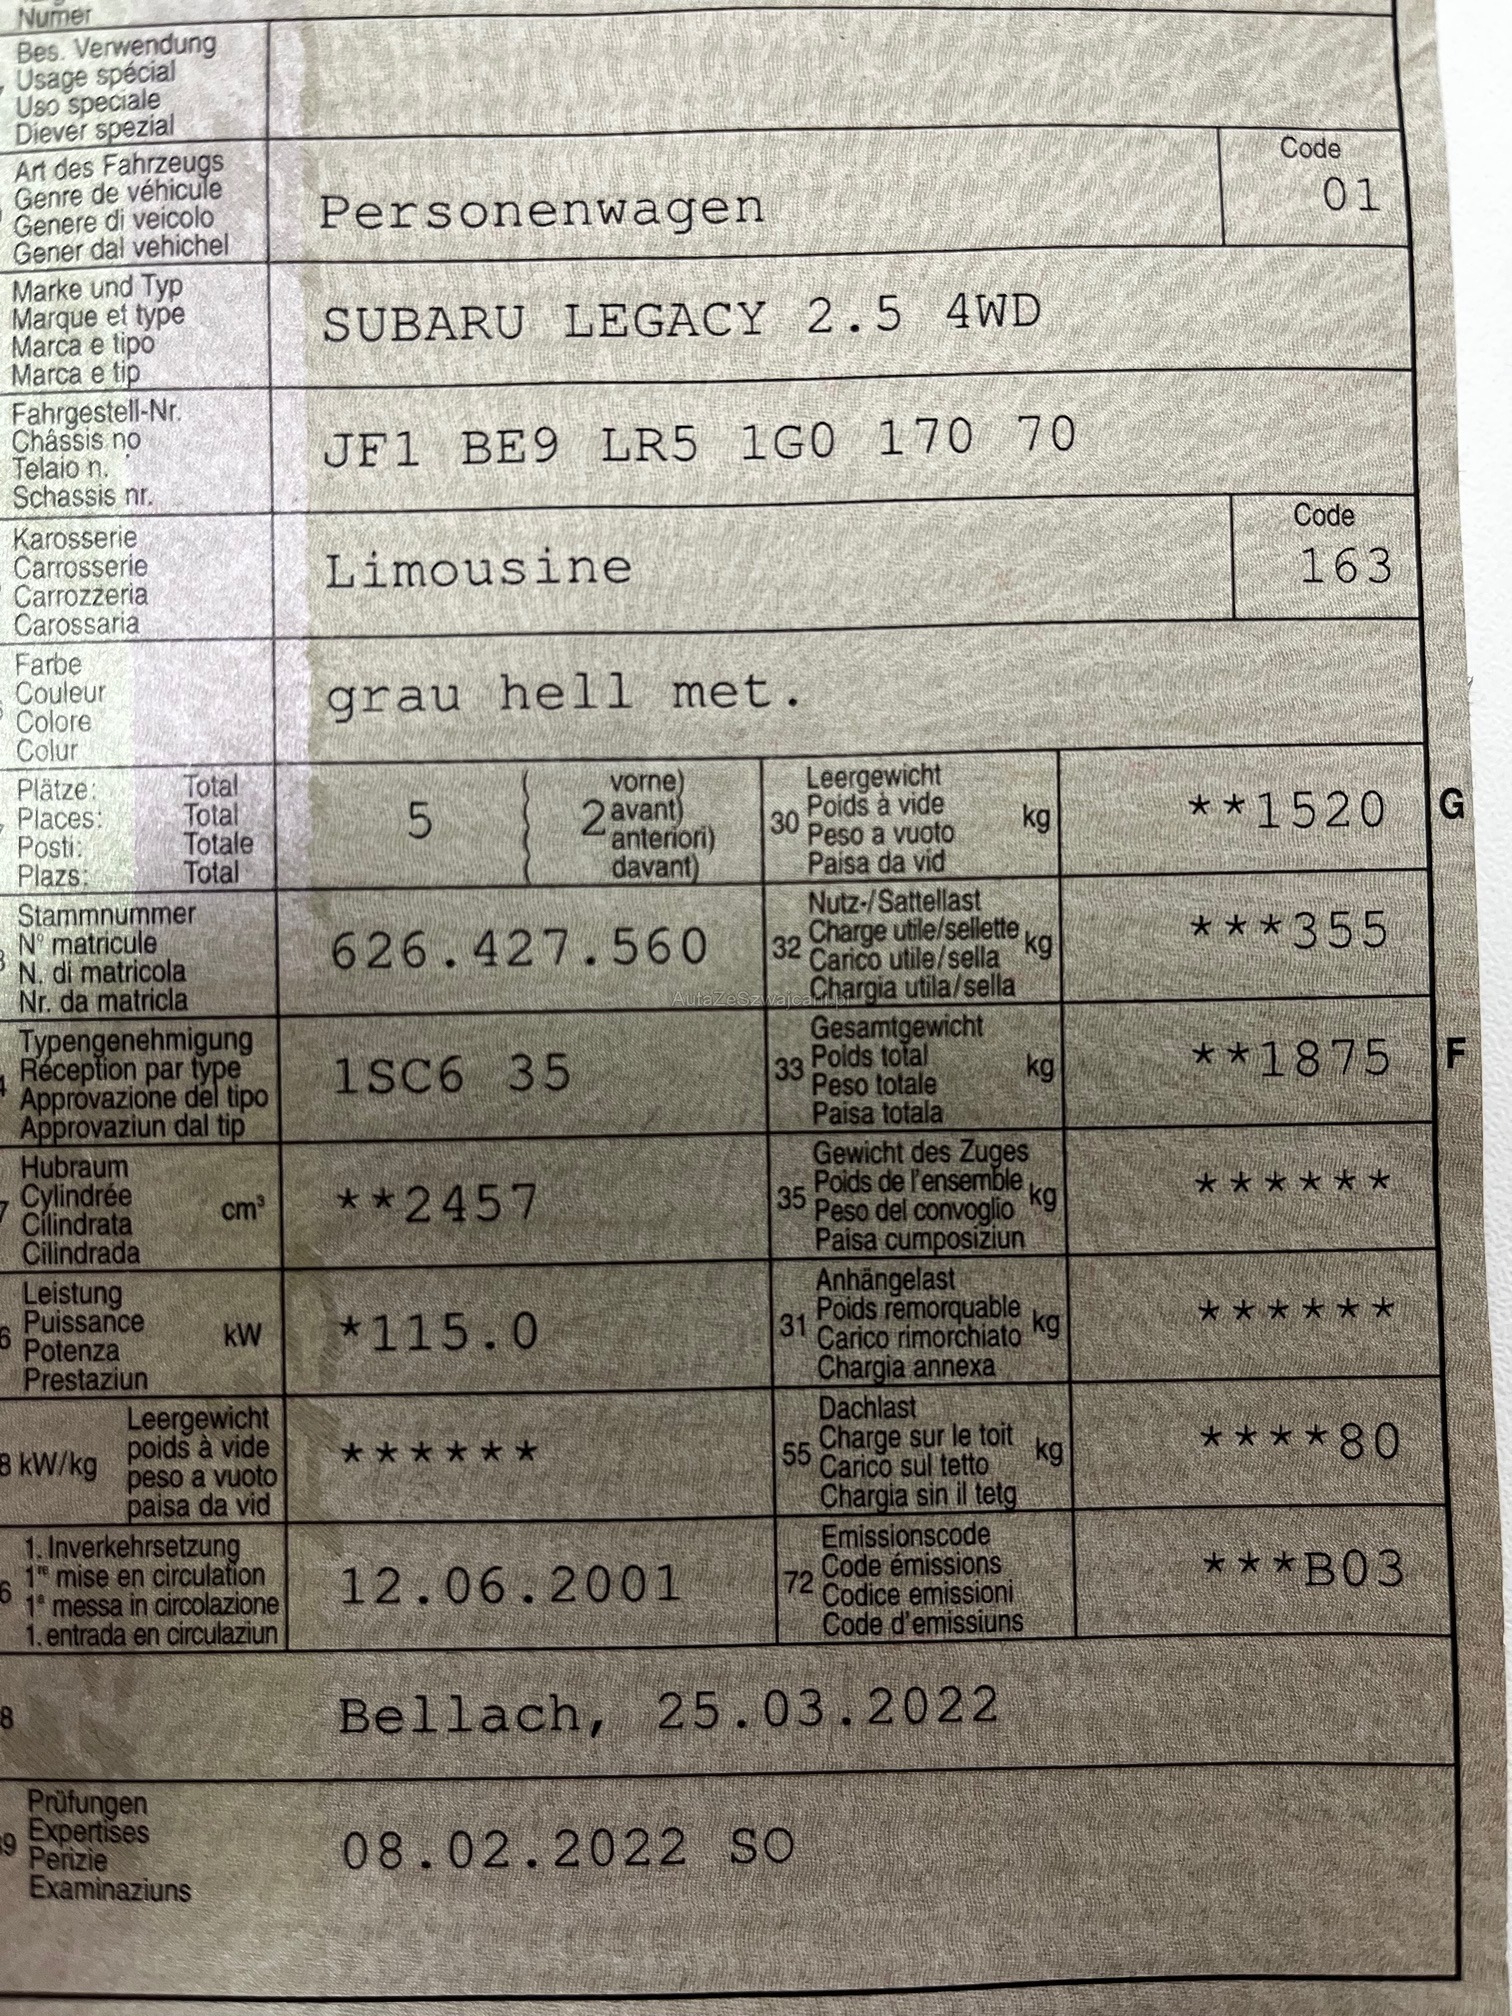 Numer
Bes. Verwendung
Usage spécial
Uso speciale
Diever spezial
Art des Fahrzeugs
Genre de véhicule
Genere di veicolo
Gener dal vehichel
Personenwagen
Code
01
Marke und Typ
Marque et type
Marca e tipo
Marca e tip
SUBARU LEGACY 2.5 4WD
Fahrgestell-Nr.
Châssis no
Telaio n.
Schassis nr.
JF1 BE9 LR5 1G0 170 70
Karosserie
Carrosserie
Carrozzeria
Carossaria
Limousine
Code
163
Farbe
Couleur
Colore
Colur
grau hell met.
Plätze: Total
Places: Total
Posti: Totale
Plazs: Total
5
2
vorne)
avant)
anteriori)
davant)
30
Leergewicht
Poids à vide
Peso a vuoto
Paisa da vid
kg
**1520
G
Stammnummer
N° matricule
N. di matricola
Nr. da matricla
626.427.560
32
Nutz-/Sattellast
Charge utile/sellette
Carico utile/sella
Chargia utila/sella
kg
***355
Typengenehmigung
Réception par type
Approvazione del tipo
Approvaziun dal tip
1SC6 35
33
Gesamtgewicht
Poids total
Peso totale
Paisa totala
kg
**1875
F
Hubraum
Cylindrée
Cilindrata
Cilindrada
cm³
**2457
35
Gewicht des Zuges
Poids de l'ensemble
Peso del convoglio
Paisa cumposiziun
kg
******
6
Leistung
Puissance
Potenza
Prestaziun
kW
*115.0
31
Anhängelast
Poids remorquable
Carico rimorchiato
Chargia annexa
kg
******
8 kW/kg
Leergewicht
poids à vide
peso a vuoto
paisa da vid
******
55
Dachlast
Charge sur le toit
Carico sul tetto
Chargia sin il tetg
kg
****80
6
1. Inverkehrsetzung
1re mise en circulation
1a messa in circolazione
1. entrada en circulaziun
12.06.2001
72
Emissionscode
Code émissions
Codice emissioni
Code d'emissiuns
***B03
8
Bellach, 25.03.2022
9
Prüfungen
Expertises
Perizie
Examinaziuns
08.02.2022 SO